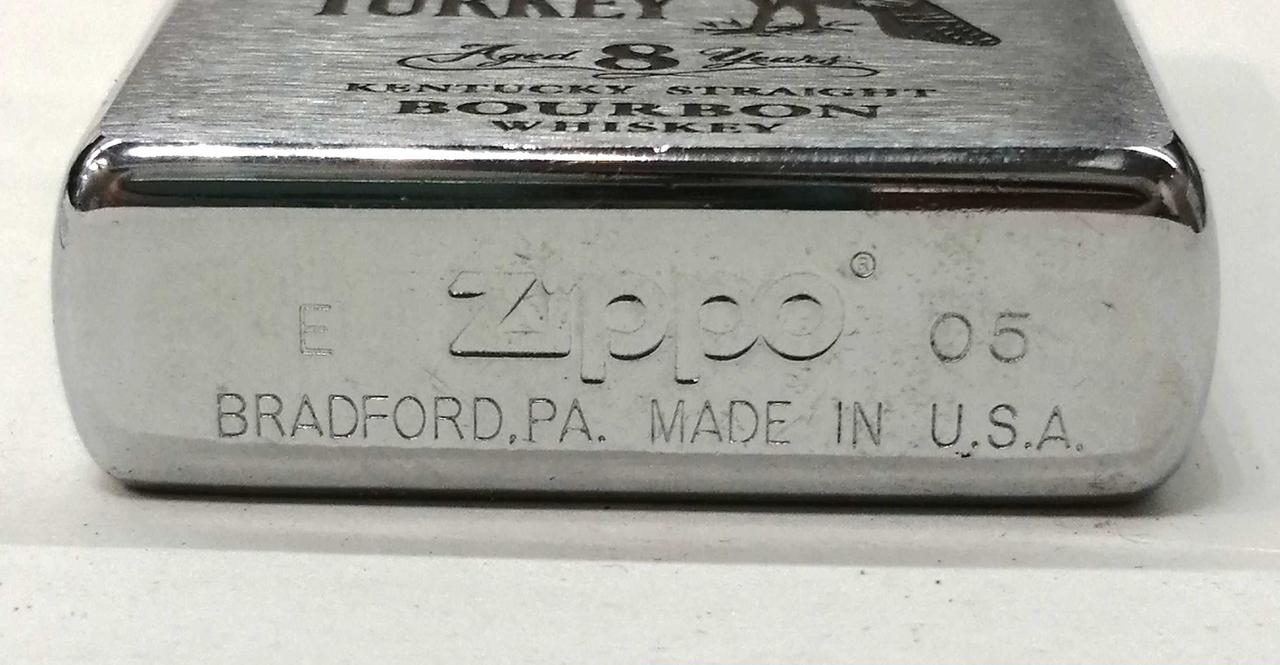 TURKEY
Aged 8 Years
KENTUCKY STRAIGHT
BOURBON
WHISKEY
E Zippo® 05
BRADFORD,PA. MADE IN U.S.A.